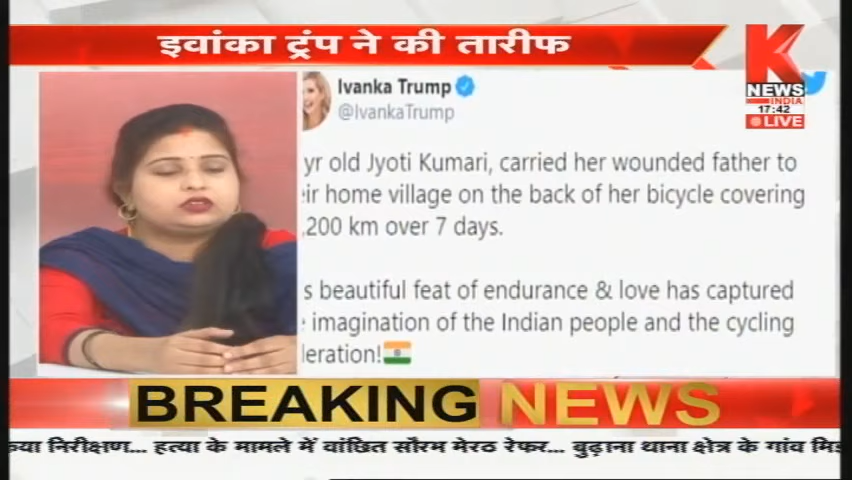 इवांका ट्रंप ने की तारीफ
K
NEWS
INDIA
17:42
LIVE
Ivanka Trump
@IvankaTrump
yr old Jyoti Kumari, carried her wounded father to
eir home village on the back of her bicycle covering
,200 km over 7 days.
s beautiful feat of endurance & love has captured
imagination of the Indian people and the cycling
deration!
BREAKING NEWS
निरीक्षण... हत्या के मामले में वांछित सौरम मेरठ रेफर... बुढ़ाना थाना क्षेत्र के गांव